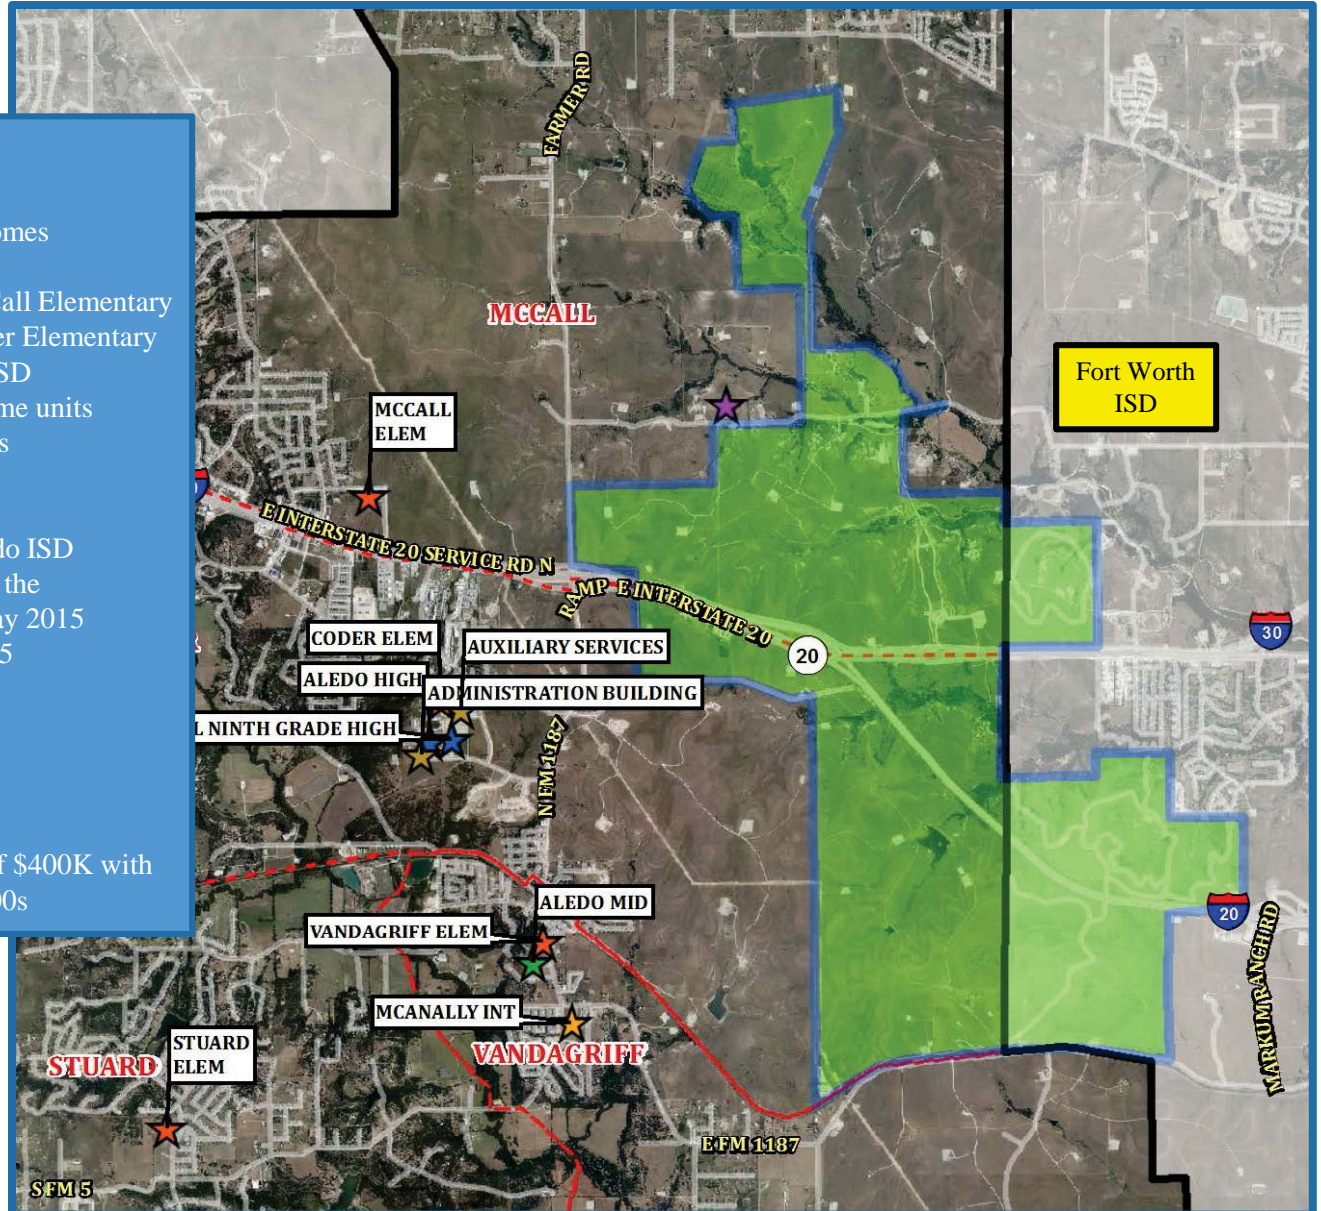 omes
all Elementary
er Elementary
SD
me units
s
do ISD
the
ay 2015
5
f $400K with
00s
FARMER RD
MCCALL
Fort Worth
ISD
MCCALL
ELEM
E INTERSTATE 20 SERVICE RD N
RAMP E INTERSTATE 20
30
20
CODER ELEM
AUXILIARY SERVICES
ALEDO HIGH
ADMINISTRATION BUILDING
L NINTH GRADE HIGH
N FM 1187
ALEDO MID
VANDAGRIFF ELEM
20
MARKUM RANCH RD
MCANALLY INT
VANDAGRIFF
STUARD
STUARD
ELEM
E FM 1187
S FM 5